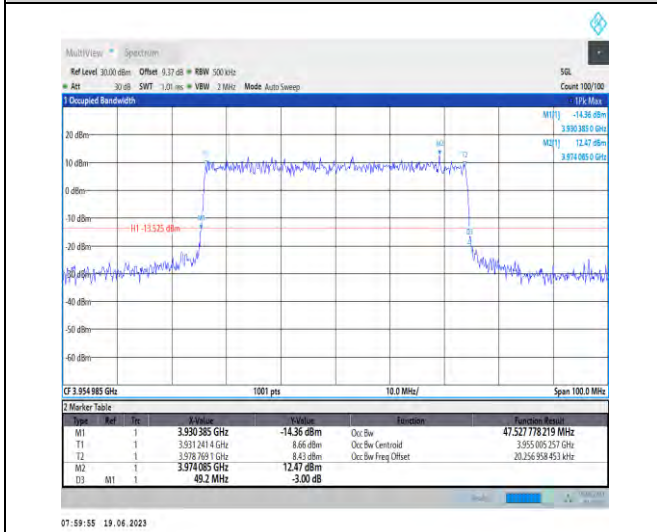 MultiView Spectrum
Ref Level 30.00 dBm Offset 9.37 dB RBW 500 kHz SGL
Att 30 dB SWT 1.01 ms VBW 2 MHz Mode Auto Sweep Count 100/100
1 Occupied Bandwidth 1Pk Max
M1[1] -14.36 dBm
3.930 385 0 GHz
M2[1] 12.47 dBm
3.974 085 0 GHz
20 dBm
M2
T1
T2
10 dBm
0 dBm
-10 dBm
M1
H1 -13.525 dBm
D3
-20 dBm
-30 dBm
-40 dBm
-50 dBm
-60 dBm
CF 3.954 985 GHz 1001 pts 10.0 MHz/ Span 100.0 MHz
2 Marker Table
Type Ref Trc X-Value Y-Value Function Function Result
M1 1 3.930 385 GHz -14.36 dBm Occ Bw 47.527 778 219 MHz
T1 1 3.931 241 4 GHz 8.66 dBm Occ Bw Centroid 3.955 005 257 GHz
T2 1 3.978 769 1 GHz 8.43 dBm Occ Bw Freq Offset 20.256 958 453 kHz
M2 1 3.974 085 GHz 12.47 dBm
D3 M1 1 49.2 MHz -3.00 dB
07:59:55 19.06.2023